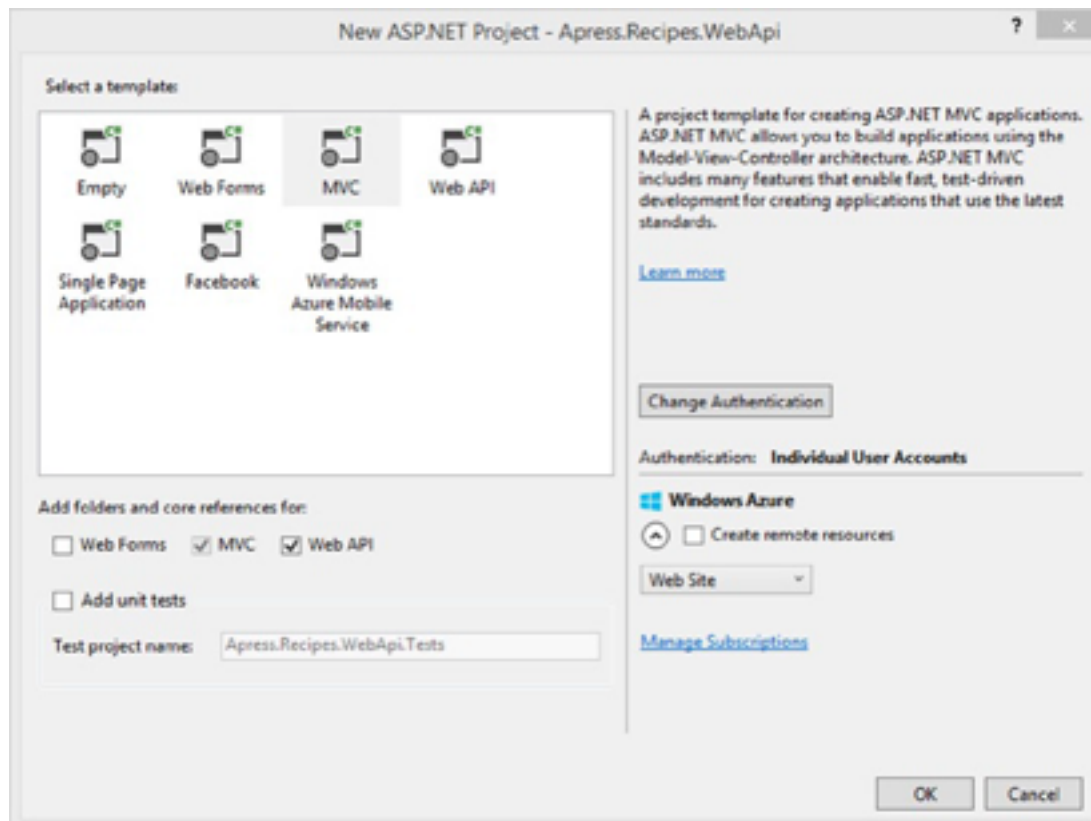 New ASP.NET Project - Apress.Recipes.WebApi
?
Select a template:
Empty
Web Forms
MVC
Web API
Single Page
Application
Facebook
Windows
Azure Mobile
Service
A project template for creating ASP.NET MVC applications.
ASP.NET MVC allows you to build applications using the
Model-View-Controller architecture. ASP.NET MVC
includes many features that enable fast, test-driven
development for creating applications that use the latest
standards.
Learn more
Change Authentication
Authentication: Individual User Accounts
Add folders and core references for:
Web Forms MVC Web API
Add unit tests
Test project name: Apress.Recipes.WebApi.Tests
Windows Azure
Create remote resources
Web Site
Manage Subscriptions
OK
Cancel